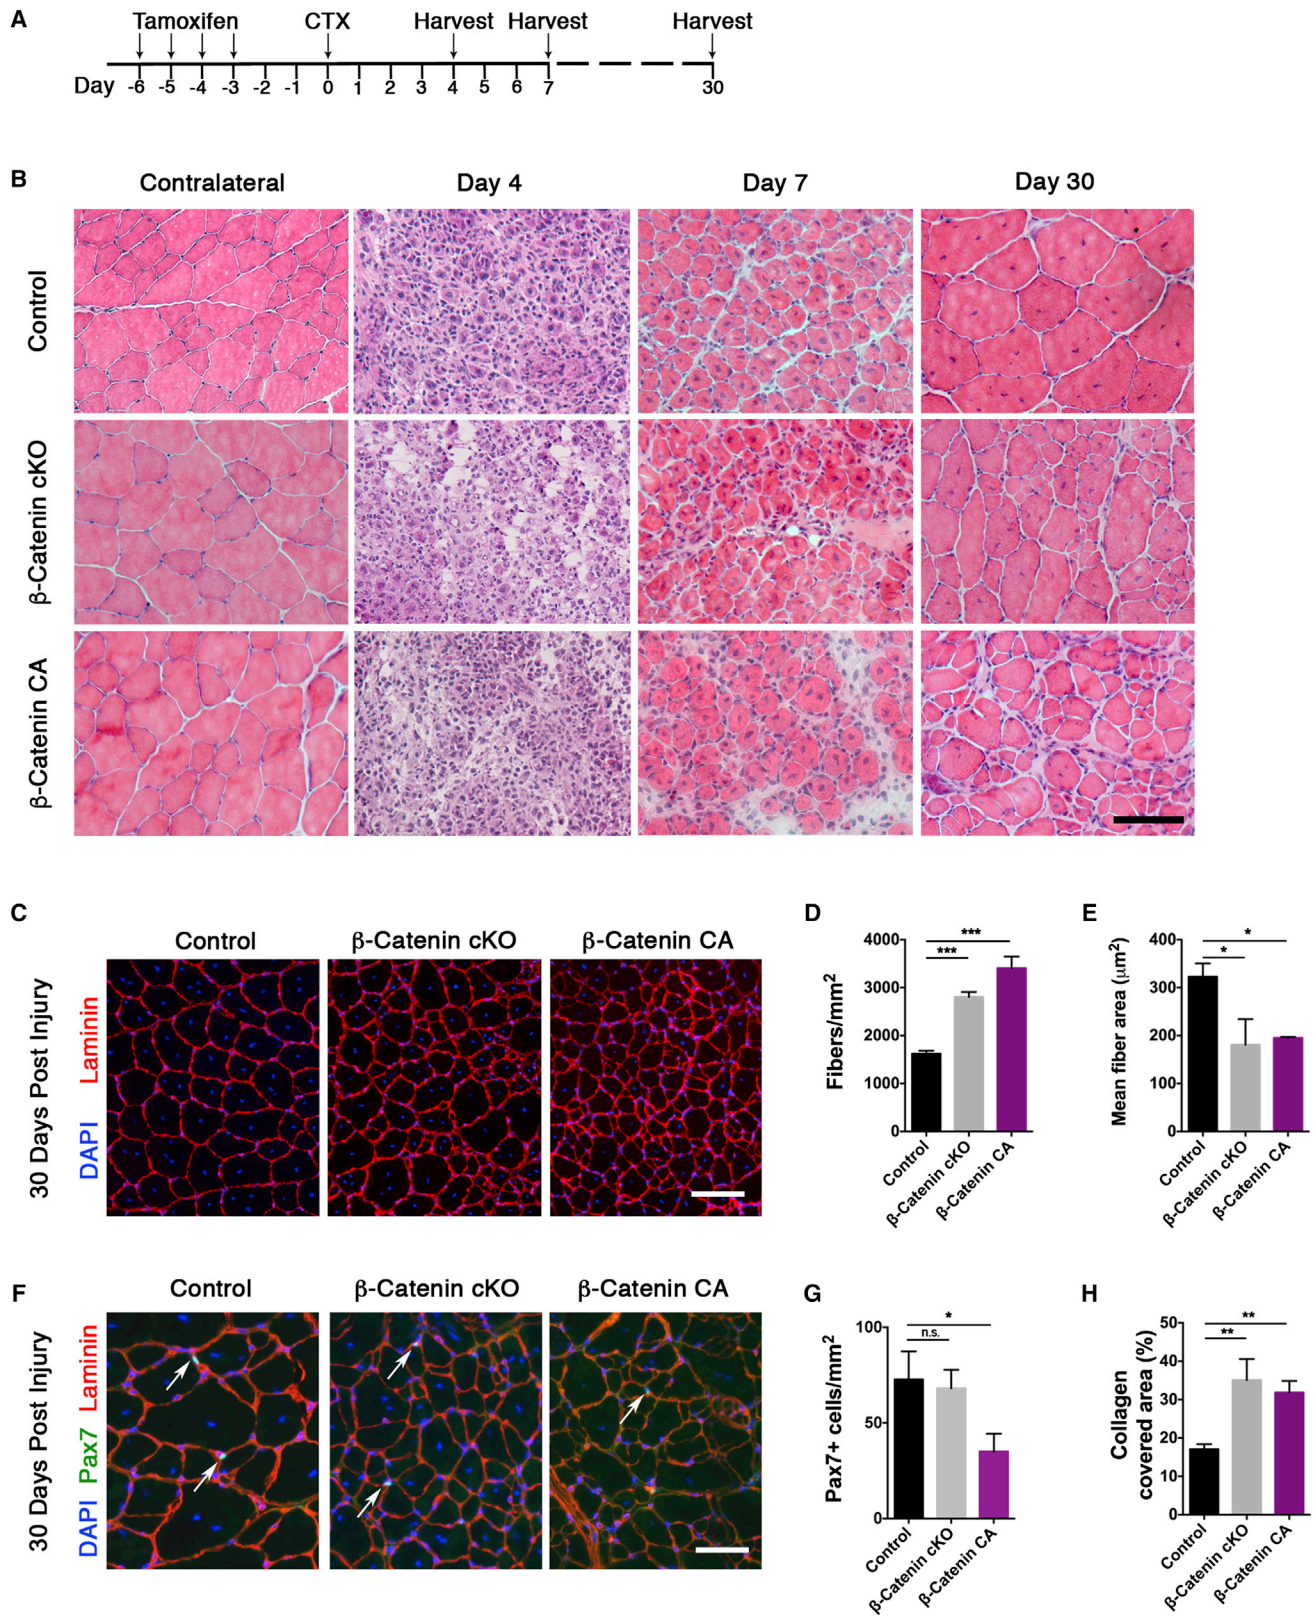 A
Tamoxifen CTX Harvest Harvest Harvest
Day -6 -5 -4 -3 -2 -1 0 1 2 3 4 5 6 7 30
B
Contralateral Day 4 Day 7 Day 30
Control
β-Catenin cKO
β-Catenin CA
C
Control β-Catenin cKO β-Catenin CA
30 Days Post Injury
DAPI Laminin
D
Fibers/mm²
4000
3000
2000
1000
0
***
***
Control
β-Catenin cKO
β-Catenin CA
E
Mean fiber area (μm²)
400
300
200
100
0
*
*
Control
β-Catenin cKO
β-Catenin CA
F
Control β-Catenin cKO β-Catenin CA
30 Days Post Injury
DAPI Pax7 Laminin
G
Pax7+ cells/mm²
100
50
0
*
n.s.
Control
β-Catenin cKO
β-Catenin CA
H
Collagen
covered area (%)
50
40
30
20
10
0
**
**
Control
β-Catenin cKO
β-Catenin CA